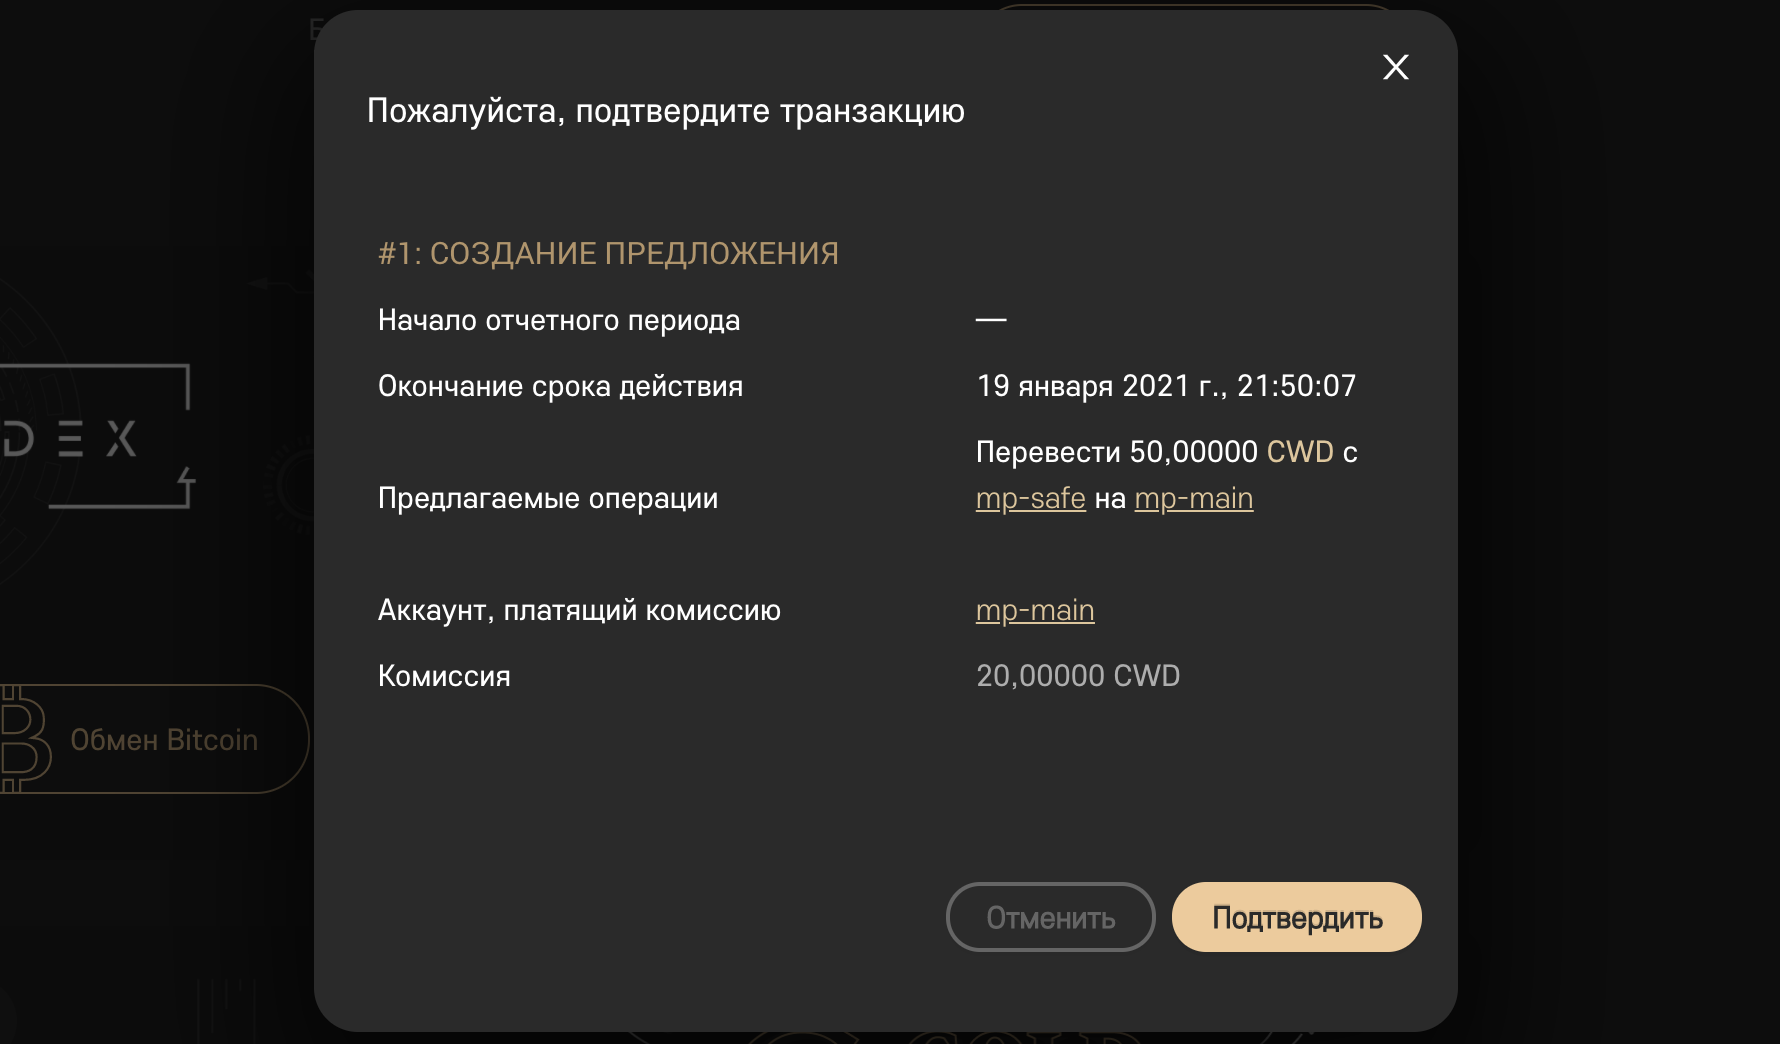 X
Пожалуйста, подтвердите транзакцию
#1: СОЗДАНИЕ ПРЕДЛОЖЕНИЯ
Начало отчетного периода —
Окончание срока действия 19 января 2021 г., 21:50:07
Предлагаемые операции Перевести 50,00000 CWD с
mp-safe на mp-main
Аккаунт, платящий комиссию mp-main
Комиссия 20,00000 CWD
Отменить Подтвердить
DEX
Обмен Bitcoin